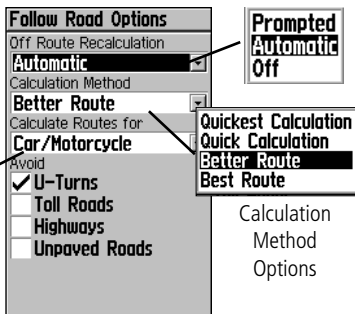 Follow Road Options
Off Route Recalculation
Automatic
Calculation Method
Better Route
Calculate Routes for
Car/Motorcycle
Avoid
U-Turns
Toll Roads
Highways
Unpaved Roads
Prompted
Automatic
Off
Quickest Calculation
Quick Calculation
Better Route
Best Route
Calculation
Method
Options